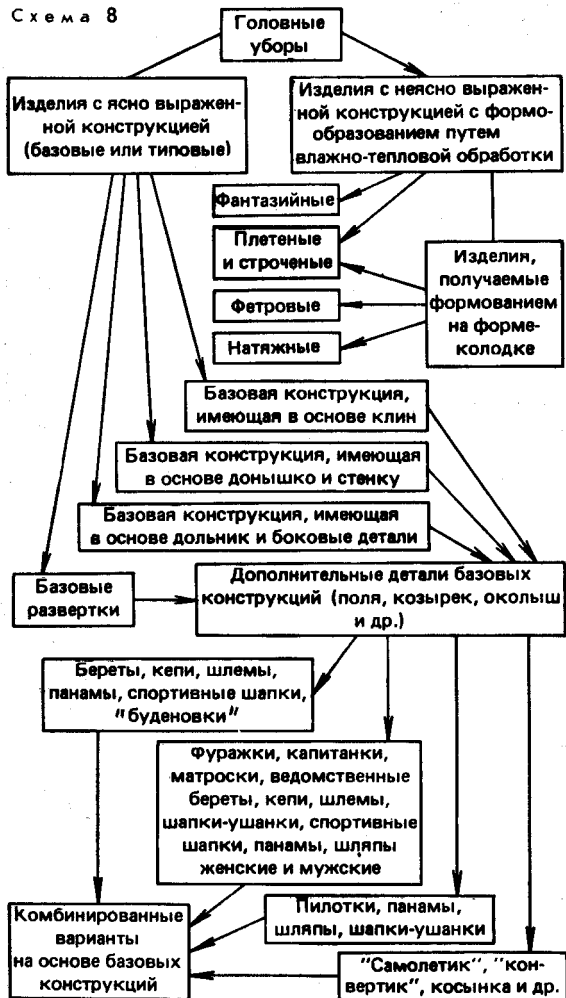 Схема 8
Головные
уборы
Изделия с ясно выражен-
ной конструкцией
(базовые или типовые)
Изделия с неясно выражен-
ной конструкцией с формо-
образованием путем
влажно-тепловой обработки
Фантазийные
Плетеные
и строченые
Фетровые
Натяжные
Изделия,
получаемые
формованием
на форме-
колодке
Базовая конструкция,
имеющая в основе клин
Базовая конструкция, имеющая
в основе донышко и стенку
Базовая конструкция, имеющая
в основе дольник и боковые детали
Базовые
развертки
Дополнительные детали базовых
конструкций (поля, козырек, околыш
и др.)
Береты, кепи, шлемы,
панамы, спортивные шапки,
"буденовки"
Фуражки, капитанки,
матроски, ведомственные
береты, кепи, шлемы,
шапки-ушанки, спортивные
шапки, панамы, шляпы
женские и мужские
Пилотки, панамы,
шляпы, шапки-ушанки
Комбинированные
варианты
на основе базовых
конструкций
"Самолетик", "кон-
вертик", косынка и др.